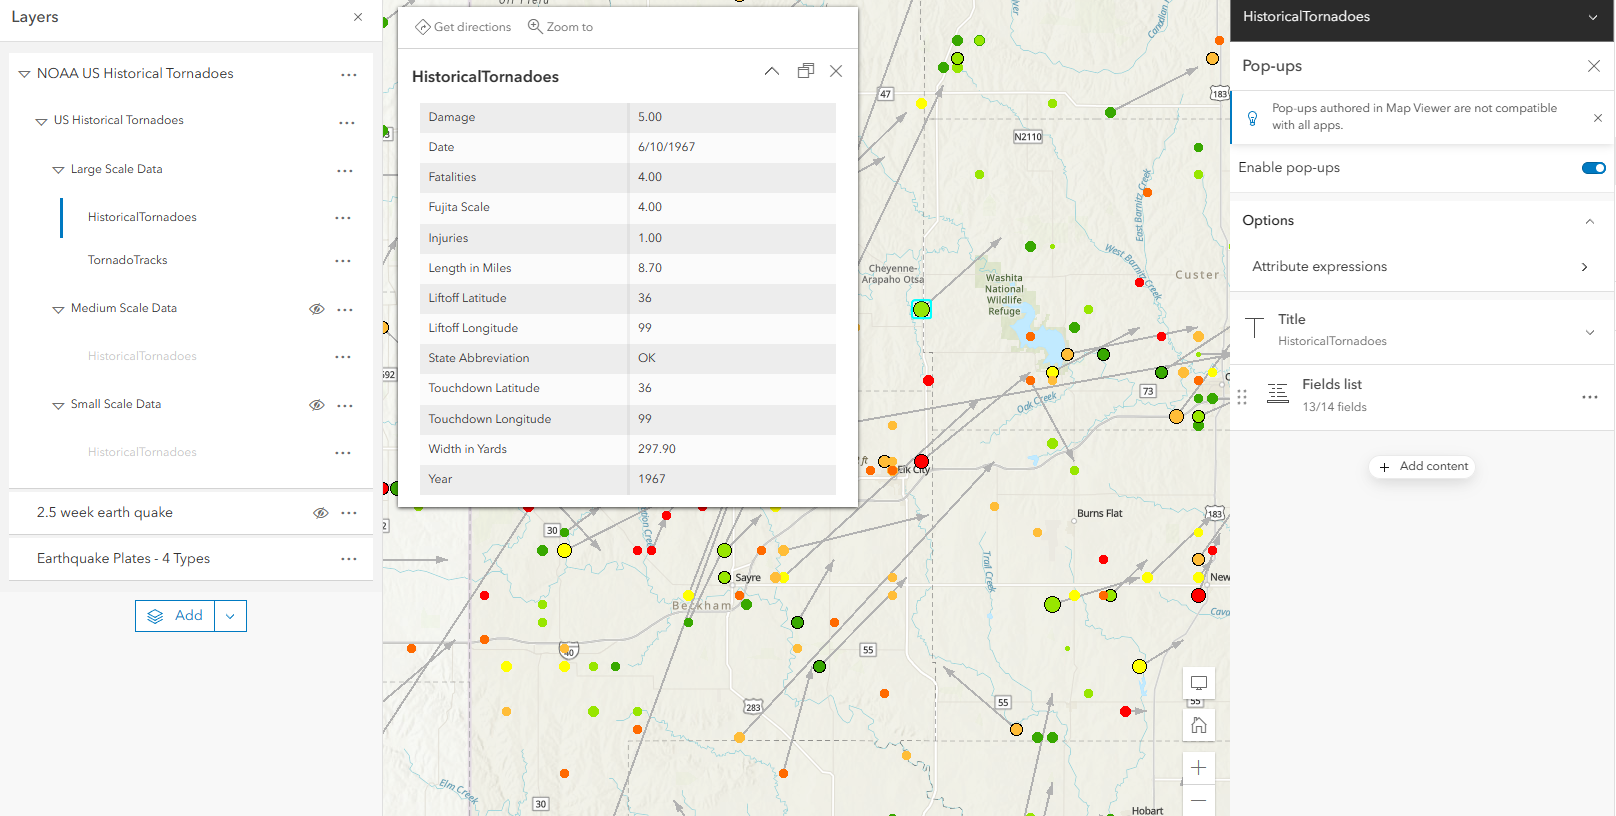 Layers
NOAA US Historical Tornadoes
US Historical Tornadoes
Large Scale Data
HistoricalTornadoes
TornadoTracks
Medium Scale Data
HistoricalTornadoes
Small Scale Data
HistoricalTornadoes
2.5 week earth quake
Earthquake Plates - 4 Types
Add
Get directions
Zoom to
HistoricalTornadoes
Damage 5.00
Date 6/10/1967
Fatalities 4.00
Fujita Scale 4.00
Injuries 1.00
Length in Miles 8.70
Liftoff Latitude 36
Liftoff Longitude 99
State Abbreviation OK
Touchdown Latitude 36
Touchdown Longitude 99
Width in Yards 297.90
Year 1967
47
183
N2110
Canadian
East Barnitz Creek
West Barnitz Creek
Custer
Cheyenne-
Arapaho Otsa
Washita
National
Wildlife
Refuge
73
Oak Creek
ft
Elk City
Burns Flat
183
30
Sayre
Beckham
Trail Creek
New
Cava
40
55
283
55
55
Elm Creek
30
Hobart
HistoricalTornadoes
Pop-ups
Pop-ups authored in Map Viewer are not compatible
with all apps.
Enable pop-ups
Options
Attribute expressions
Title
HistoricalTornadoes
Fields list
13/14 fields
Add content